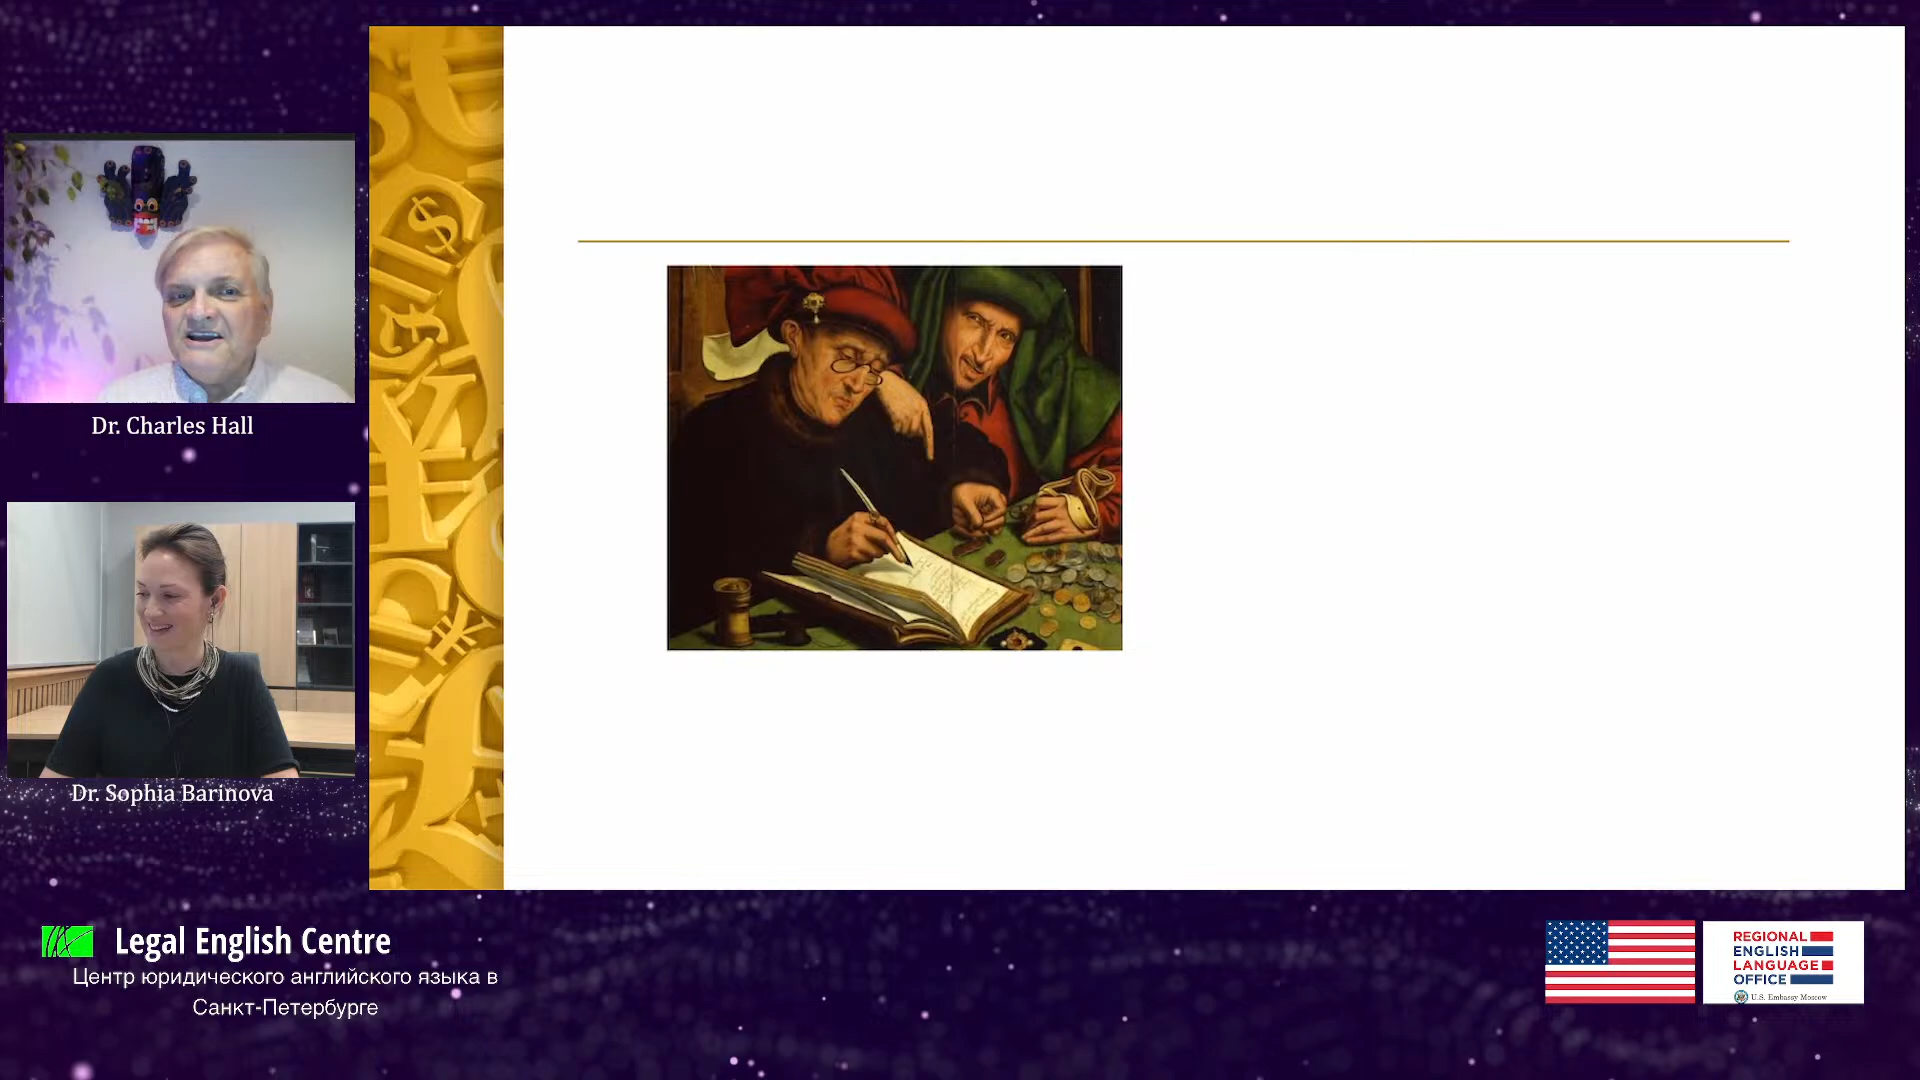 Dr. Charles Hall
Dr. Sophia Barinova
Legal English Centre
Центр юридического английского языка в
Санкт-Петербурге
REGIONAL
ENGLISH
LANGUAGE
OFFICE
U.S. Embassy Moscow